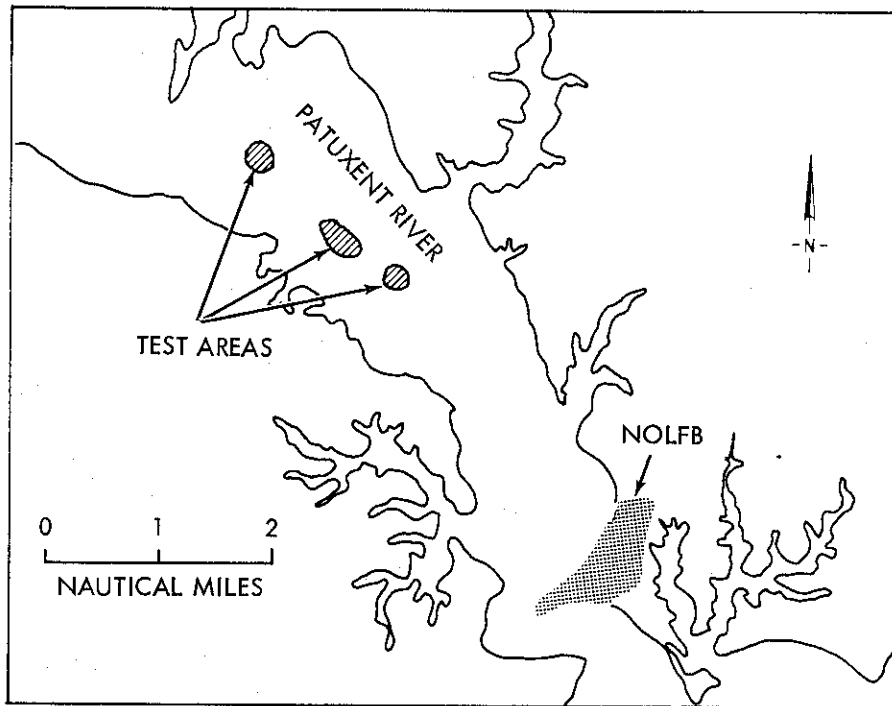 PATUXENT RIVER
-N-
TEST AREAS
NOLFB
0 1 2
NAUTICAL MILES